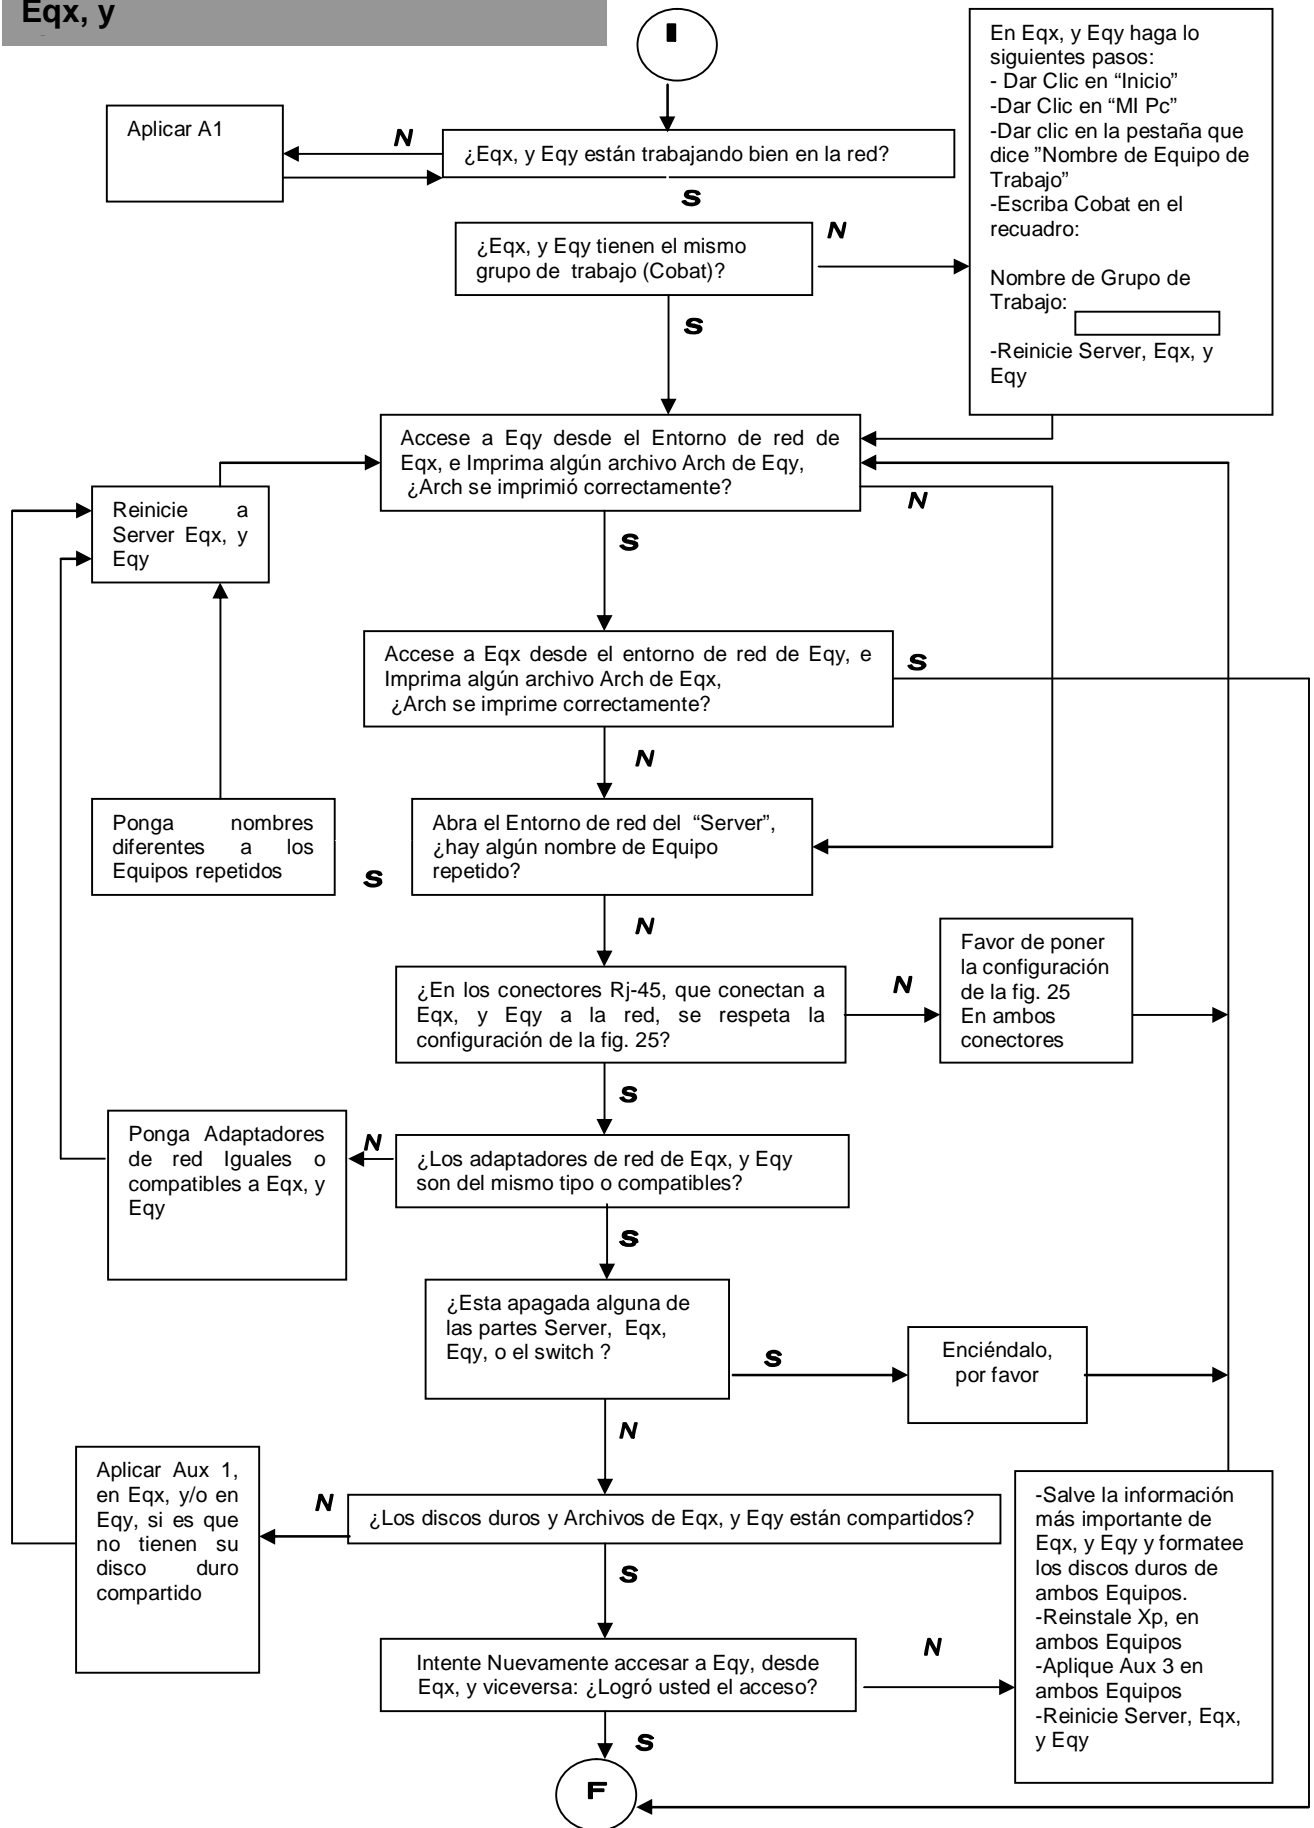 Eqx, y
I
En Eqx, y Eqy haga lo
siguientes pasos:
- Dar Clic en “Inicio”
-Dar Clic en “MI Pc”
-Dar clic en la pestaña que
dice ”Nombre de Equipo de
Trabajo”
-Escriba Cobat en el
recuadro:
Nombre de Grupo de
Trabajo:
-Reinicie Server, Eqx, y
Eqy
Aplicar A1
N
¿Eqx, y Eqy están trabajando bien en la red?
S
¿Eqx, y Eqy tienen el mismo
grupo de trabajo (Cobat)?
N
S
Accese a Eqy desde el Entorno de red de
Eqx, e Imprima algún archivo Arch de Eqy,
¿Arch se imprimió correctamente?
N
Reinicie a
Server Eqx, y
Eqy
S
Accese a Eqx desde el entorno de red de Eqy, e
Imprima algún archivo Arch de Eqx,
¿Arch se imprime correctamente?
S
N
Ponga nombres
diferentes a los
Equipos repetidos
S
Abra el Entorno de red del “Server”,
¿hay algún nombre de Equipo
repetido?
N
¿En los conectores Rj-45, que conectan a
Eqx, y Eqy a la red, se respeta la
configuración de la fig. 25?
N
Favor de poner
la configuración
de la fig. 25
En ambos
conectores
S
Ponga Adaptadores
de red Iguales o
compatibles a Eqx, y
Eqy
N
¿Los adaptadores de red de Eqx, y Eqy
son del mismo tipo o compatibles?
S
¿Esta apagada alguna de
las partes Server, Eqx,
Eqy, o el switch ?
S
Enciéndalo,
por favor
N
Aplicar Aux 1,
en Eqx, y/o en
Eqy, si es que
no tienen su
disco duro
compartido
N
¿Los discos duros y Archivos de Eqx, y Eqy están compartidos?
S
-Salve la información
más importante de
Eqx, y Eqy y formatee
los discos duros de
ambos Equipos.
-Reinstale Xp, en
ambos Equipos
-Aplique Aux 3 en
ambos Equipos
-Reinicie Server, Eqx,
y Eqy
Intente Nuevamente accesar a Eqy, desde
Eqx, y viceversa: ¿Logró usted el acceso?
N
S
F